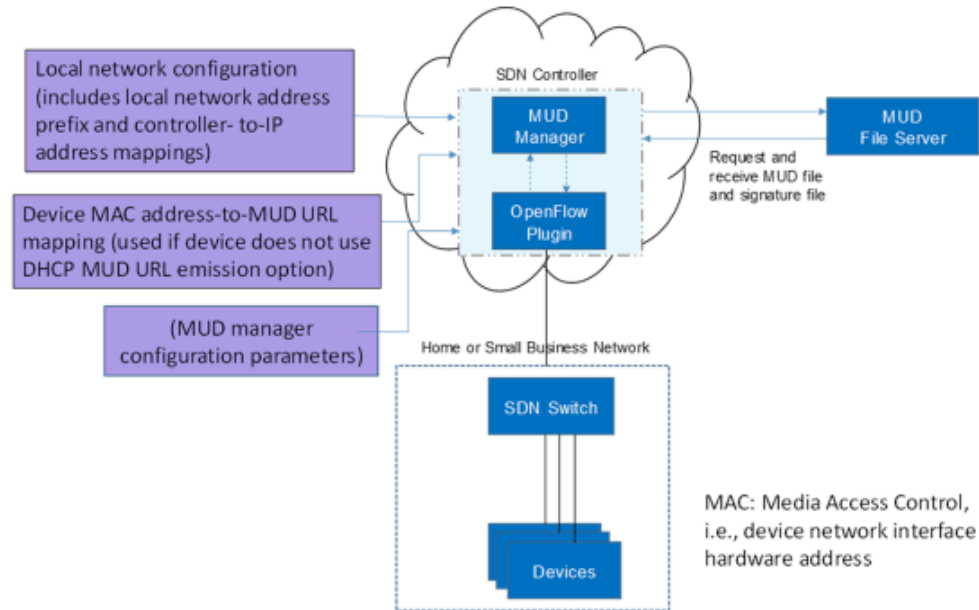 Local network configuration
(includes local network address
prefix and controller- to-IP
address mappings)
Device MAC address-to-MUD URL
mapping (used if device does not use
DHCP MUD URL emission option)
(MUD manager
configuration parameters)
SDN Controller
MUD
Manager
OpenFlow
Plugin
MUD
File Server
Request and
receive MUD file
and signature file
Home or Small Business Network
SDN Switch
Devices
MAC: Media Access Control,
i.e., device network interface
hardware address